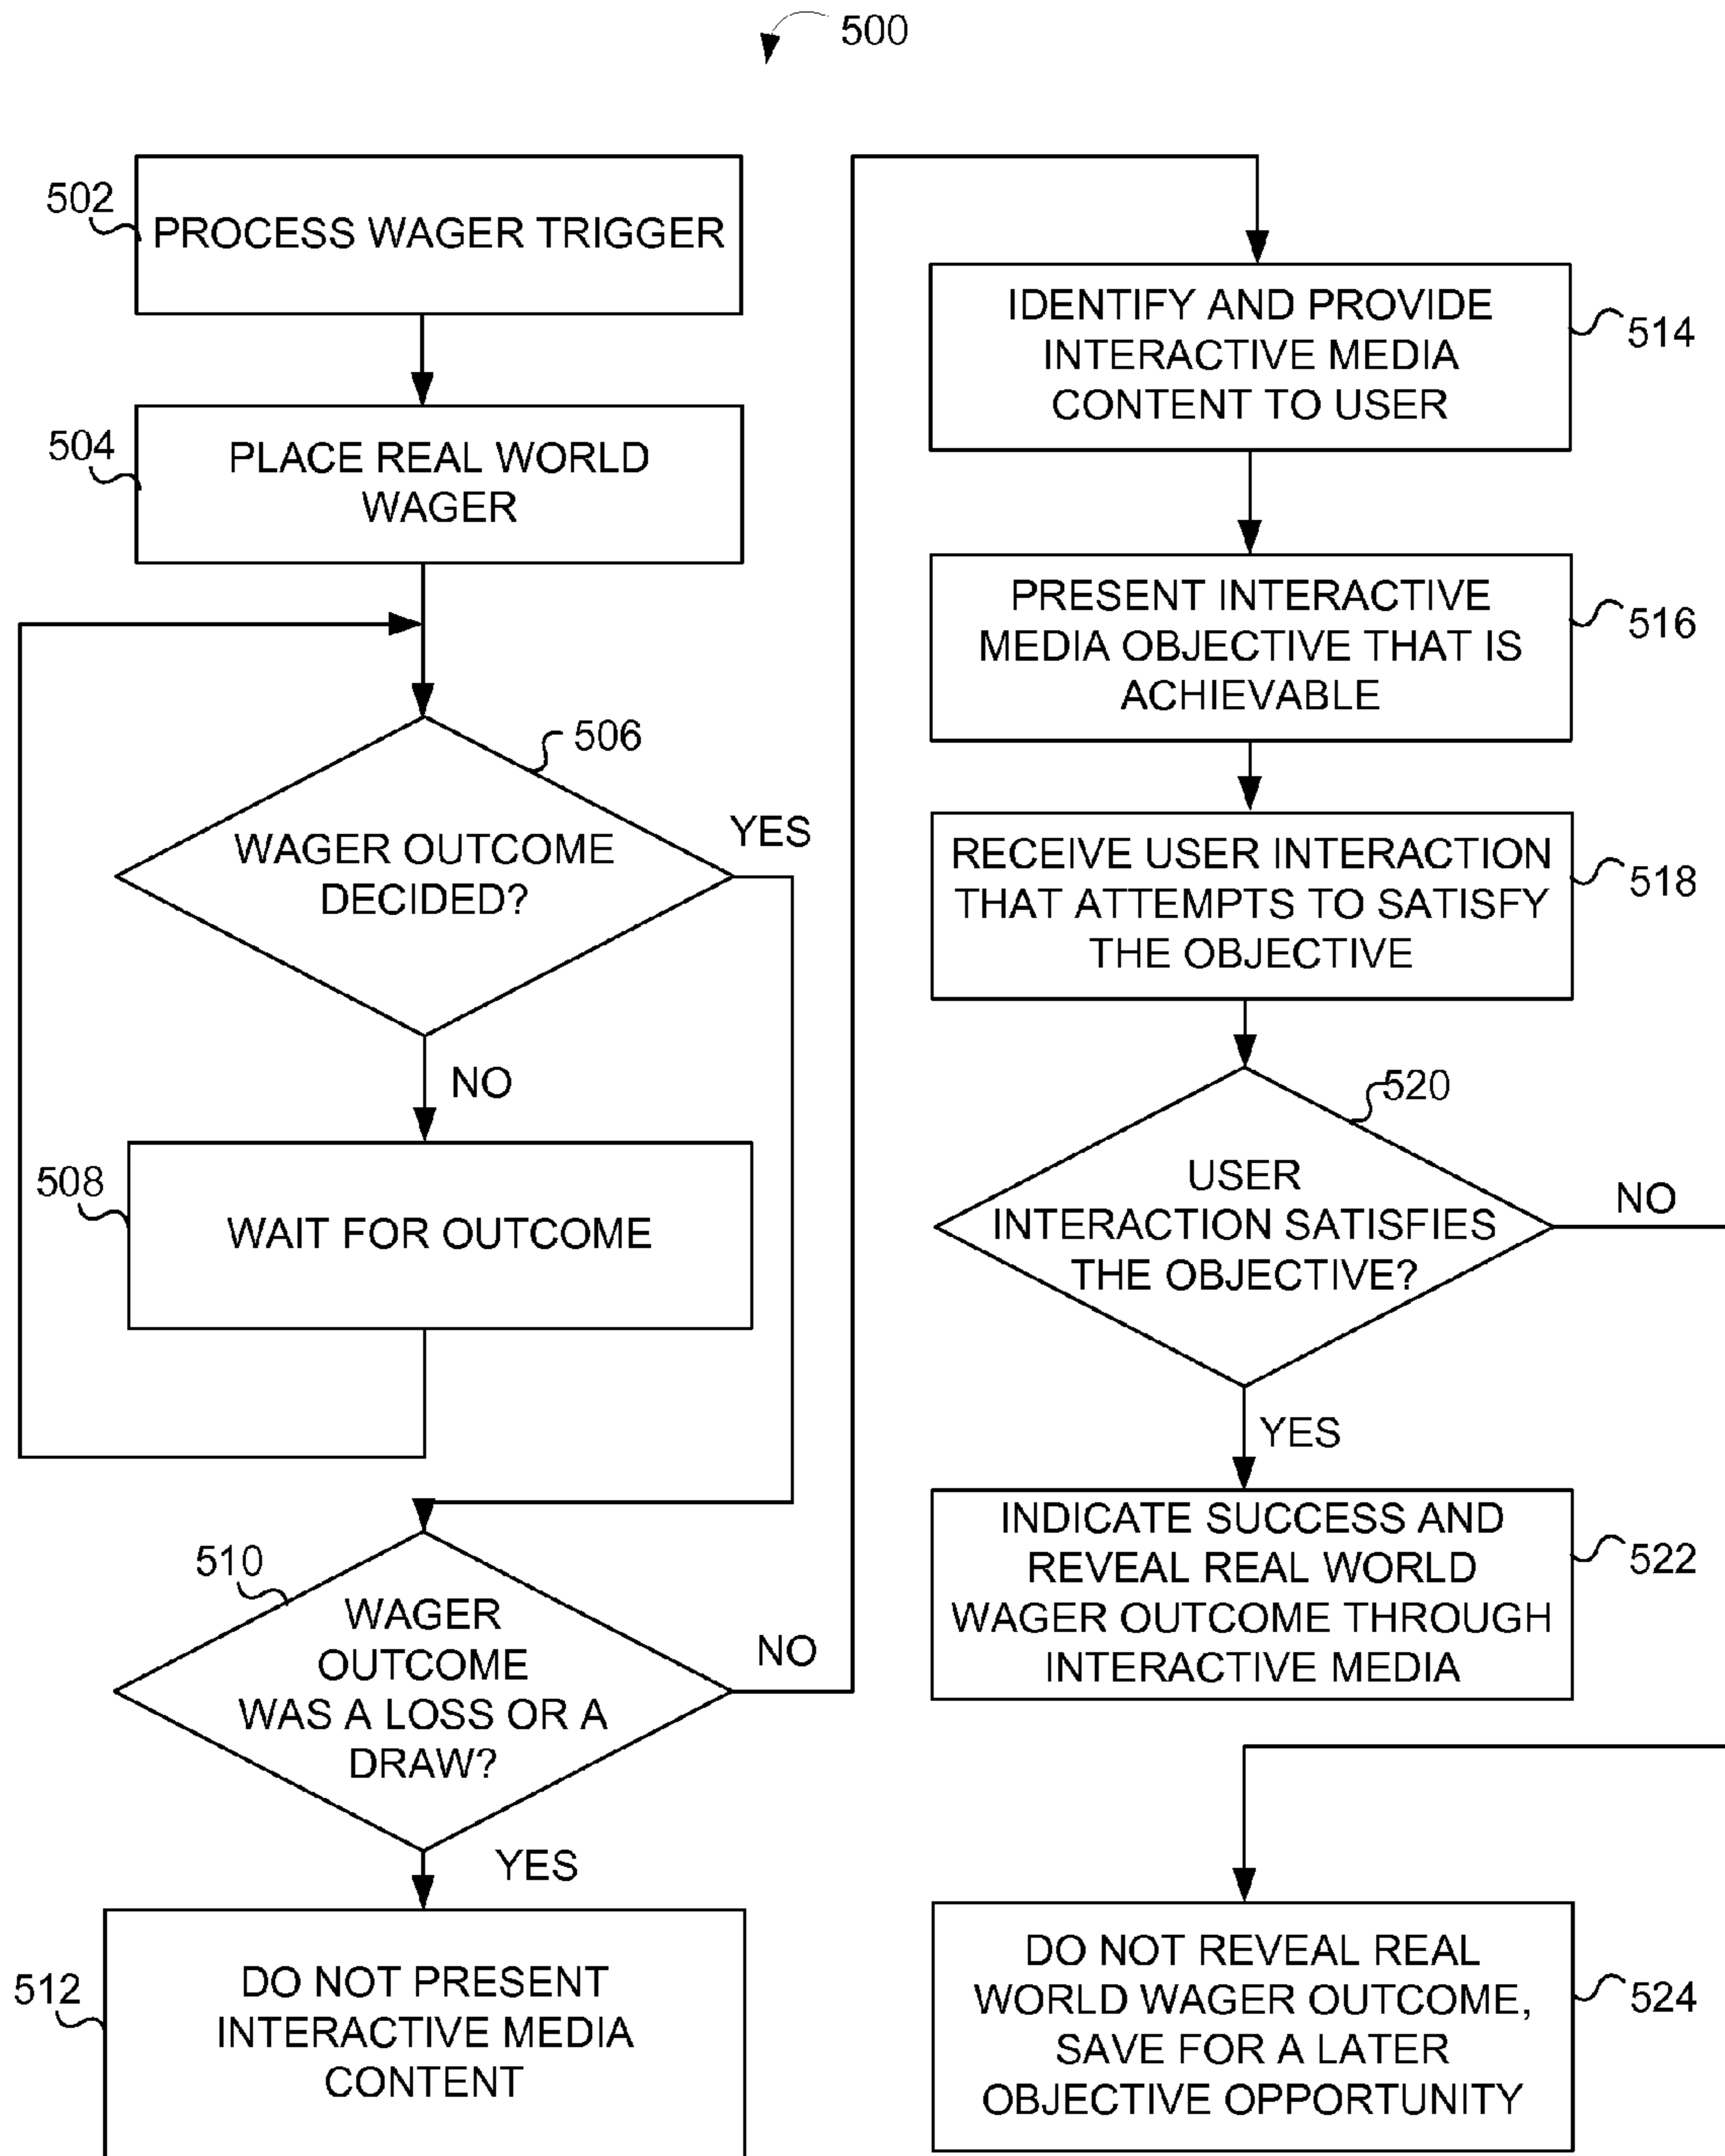 500
502
PROCESS WAGER TRIGGER
504
PLACE REAL WORLD
WAGER
506
WAGER OUTCOME
DECIDED?
YES
NO
508
WAIT FOR OUTCOME
510
WAGER
OUTCOME
WAS A LOSS OR A
DRAW?
NO
YES
512
DO NOT PRESENT
INTERACTIVE MEDIA
CONTENT
IDENTIFY AND PROVIDE
INTERACTIVE MEDIA
CONTENT TO USER
514
PRESENT INTERACTIVE
MEDIA OBJECTIVE THAT IS
ACHIEVABLE
516
RECEIVE USER INTERACTION
THAT ATTEMPTS TO SATISFY
THE OBJECTIVE
518
520
USER
INTERACTION SATISFIES
THE OBJECTIVE?
NO
YES
INDICATE SUCCESS AND
REVEAL REAL WORLD
WAGER OUTCOME THROUGH
INTERACTIVE MEDIA
522
DO NOT REVEAL REAL
WORLD WAGER OUTCOME,
SAVE FOR A LATER
OBJECTIVE OPPORTUNITY
524